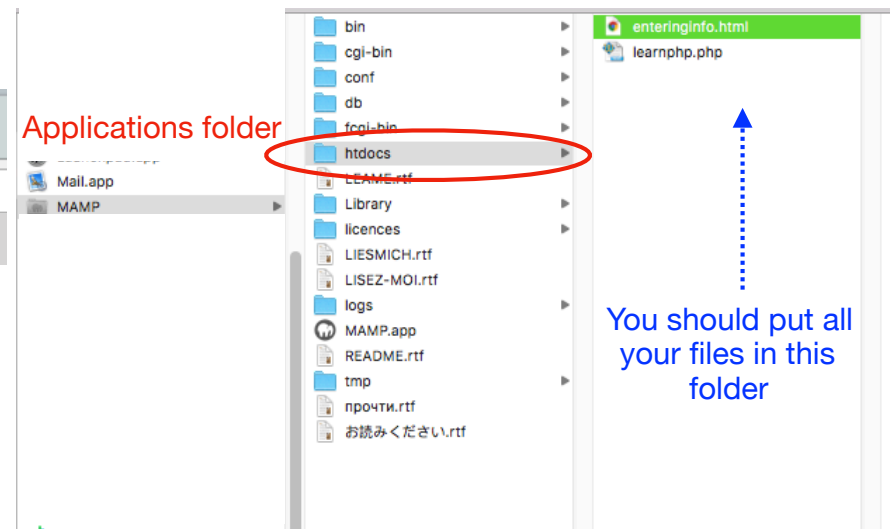 Applications folder
Mail.app
MAMP
bin
cgi-bin
conf
db
fcgi-bin
htdocs
LEAME.rtf
Library
licences
LIESMICH.rtf
LISEZ-MOI.rtf
logs
MAMP.app
README.rtf
tmp
прочти.rtf
お読みください.rtf
enteringinfo.html
learnphp.php
You should put all
your files in this
folder